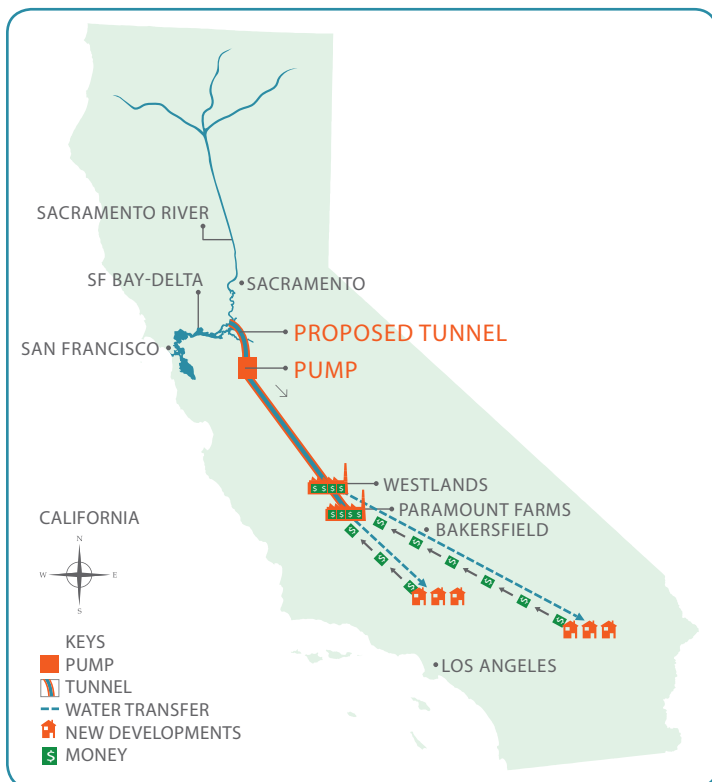 SACRAMENTO RIVER
SF BAY-DELTA
SACRAMENTO
SAN FRANCISCO
PROPOSED TUNNEL
PUMP
WESTLANDS
PARAMOUNT FARMS
BAKERSFIELD
CALIFORNIA
N
W E
S
$ $ $ $
$ $ $ $
$ $ $ $ $ $
$ $ $
LOS ANGELES
KEYS
PUMP
TUNNEL
WATER TRANSFER
NEW DEVELOPMENTS
$ MONEY